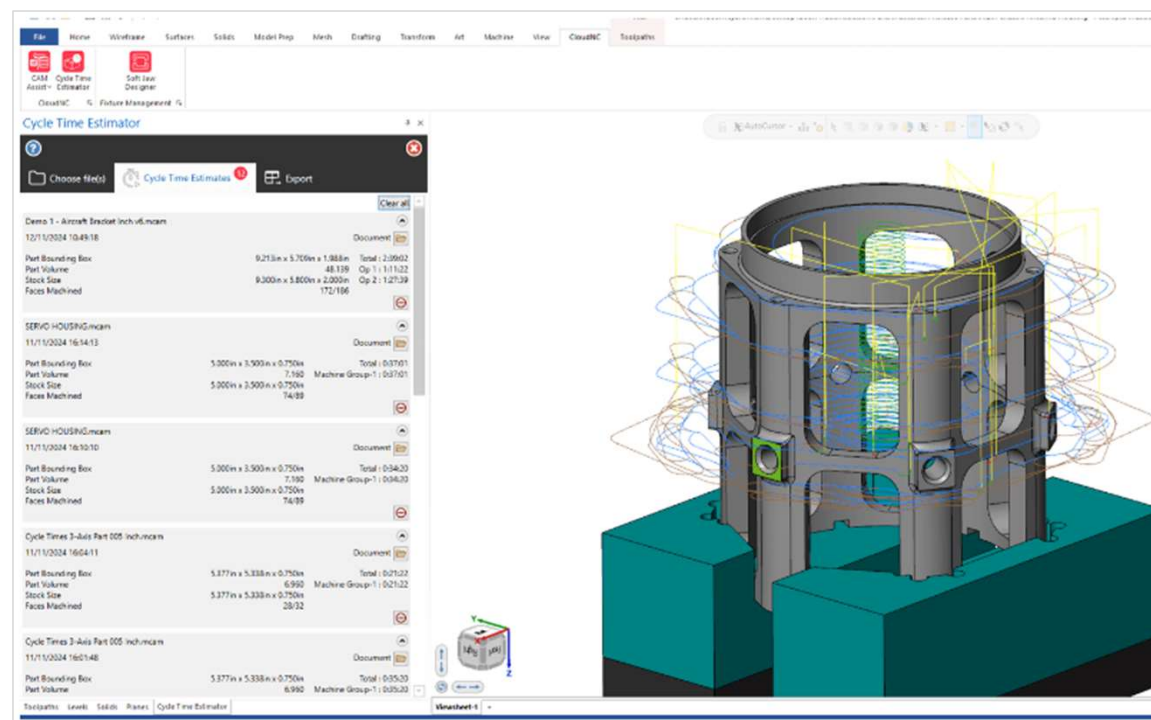 File Home Wireframe Surfaces Solids Model Prep Mesh Drafting Transform Art Machine View CloudNC Toolpaths
CAM Assist Cycle Time Estimator Soft Jaw Designer
CloudNC Fixture Management
Cycle Time Estimator
Choose file(s) Cycle Time Estimates 12 Export
Clear all
Demo 1 - Aircraft Bracket Inch v6.mcam
12/11/2024 10:49:18 Document
Part Bounding Box 9.213in x 5.709in x 1.988in Total : 2:39:02
Part Volume 48.139 Op 1 : 1:11:22
Stock Size 9.300in x 5.800in x 2.000in Op 2 : 1:27:39
Faces Machined 172/186
SERVO HOUSING.mcam
11/11/2024 16:14:13 Document
Part Bounding Box 5.000in x 3.500in x 0.750in Total : 0:37:01
Part Volume 7.160 Machine Group-1 : 0:37:01
Stock Size 5.000in x 3.500in x 0.750in
Faces Machined 74/89
SERVO HOUSING.mcam
11/11/2024 16:10:10 Document
Part Bounding Box 5.000in x 3.500in x 0.750in Total : 0:34:20
Part Volume 7.160 Machine Group-1 : 0:34:20
Stock Size 5.000in x 3.500in x 0.750in
Faces Machined 74/89
Cycle Times 3-Axis Part 005 Inch.mcam
11/11/2024 16:04:11 Document
Part Bounding Box 5.377in x 5.338in x 0.750in Total : 0:21:22
Part Volume 6.960 Machine Group-1 : 0:21:22
Stock Size 5.377in x 5.338in x 0.750in
Faces Machined 28/32
Cycle Times 3-Axis Part 005 Inch.mcam
11/11/2024 16:01:48 Document
Part Bounding Box 5.377in x 5.338in x 0.750in Total : 0:35:20
Part Volume 6.960 Machine Group-1 : 0:35:20
Toolpaths Levels Solids Planes Cycle Time Estimator
AutoCursor
Y
X
Z
Viewsheet-1